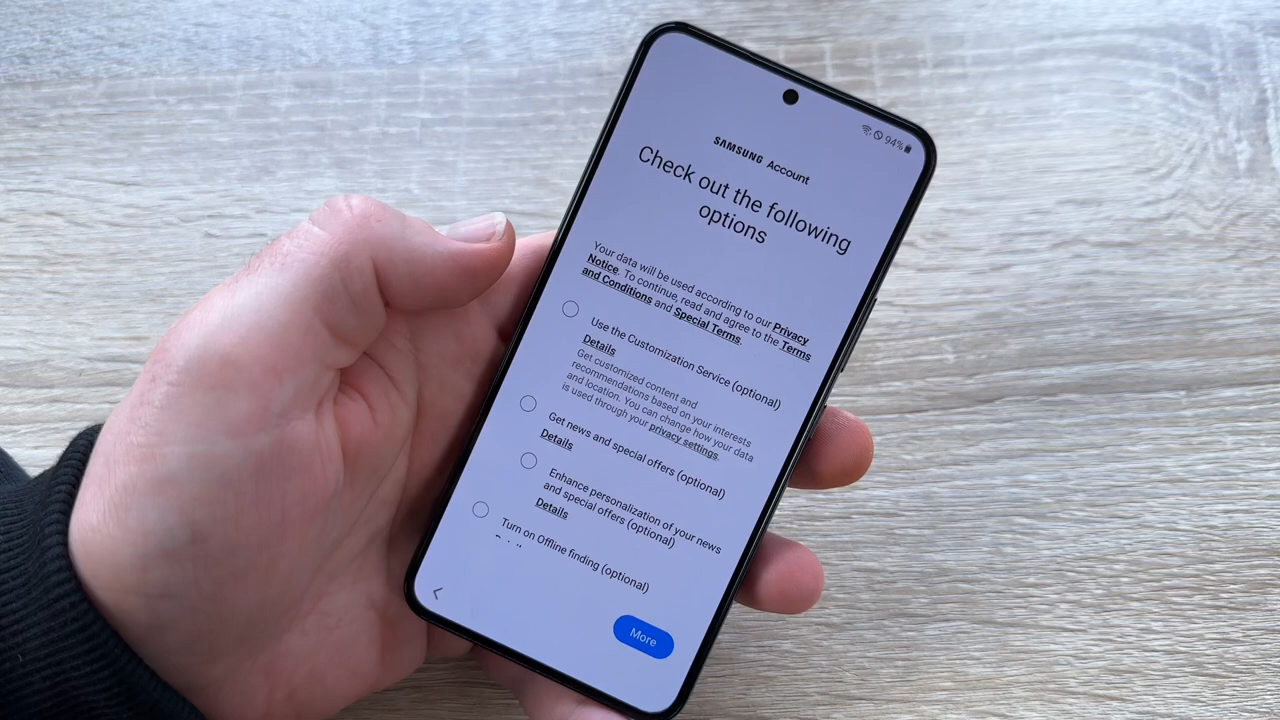 94%
SAMSUNG Account
Check out the following
options
Your data will be used according to our Privacy
Notice. To continue, read and agree to the Terms
and Conditions and Special Terms.
Use the Customization Service (optional)
Details
Get customized content and
recommendations based on your interests
and location. You can change how your data
is used through your privacy settings.
Get news and special offers (optional)
Details
Enhance personalization of your news
and special offers (optional)
Details
Turn on Offline finding (optional)
More